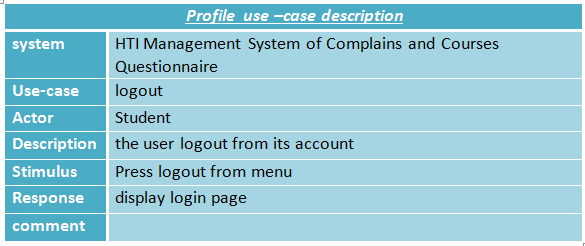 Profile use –case description
system HTI Management System of Complains and Courses
Questionnaire
Use-case logout
Actor Student
Description the user logout from its account
Stimulus Press logout from menu
Response display login page
comment